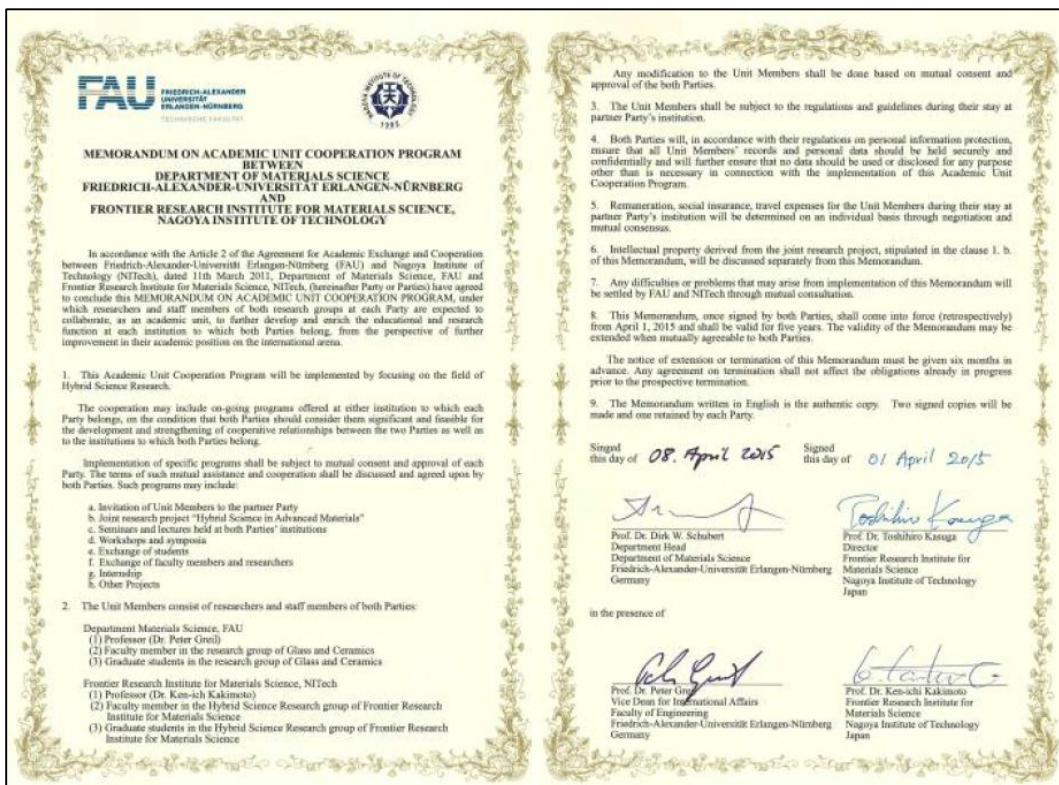 FAU
FRIEDRICH-ALEXANDER
UNIVERSITÄT
ERLANGEN-NÜRNBERG
TECHNISCHE FAKULTÄT
NAGOYA INSTITUTE OF TECHNOLOGY
1905
MEMORANDUM ON ACADEMIC UNIT COOPERATION PROGRAM
BETWEEN
DEPARTMENT OF MATERIALS SCIENCE
FRIEDRICH-ALEXANDER-UNIVERSITÄT ERLANGEN-NÜRNBERG
AND
FRONTIER RESEARCH INSTITUTE FOR MATERIALS SCIENCE,
NAGOYA INSTITUTE OF TECHNOLOGY
In accordance with the Article 2 of the Agreement for Academic Exchange and Cooperation
between Friedrich-Alexander-Universität Erlangen-Nürnberg (FAU) and Nagoya Institute of
Technology (NITech), dated 11th March 2011, Department of Materials Science, FAU and
Frontier Research Institute for Materials Science, NITech, (hereinafter Party or Parties) have agreed
to conclude this MEMORANDUM ON ACADEMIC UNIT COOPERATION PROGRAM, under
which researchers and staff members of both research groups at each Party are expected to
collaborate, as an academic unit, to further develop and enrich the educational and research
function at each institution to which both Parties belong, from the perspective of further
improvement in their academic position on the international arena.
1. This Academic Unit Cooperation Program will be implemented by focusing on the field of
Hybrid Science Research.
The cooperation may include on-going programs offered at either institution to which each
Party belongs, on the condition that both Parties should consider them significant and feasible for
the development and strengthening of cooperative relationships between the two Parties as well as
to the institutions to which both Parties belong.
Implementation of specific programs shall be subject to mutual consent and approval of each
Party. The terms of such mutual assistance and cooperation shall be discussed and agreed upon by
both Parties. Such programs may include:
a. Invitation of Unit Members to the partner Party
b. Joint research project "Hybrid Science in Advanced Materials"
c. Seminars and lectures held at both Parties' institutions
d. Workshops and symposia
e. Exchange of students
f. Exchange of faculty members and researchers
g. Internship
h. Other Projects
2. The Unit Members consist of researchers and staff members of both Parties:
Department Materials Science, FAU
(1) Professor (Dr. Peter Greil)
(2) Faculty member in the research group of Glass and Ceramics
(3) Graduate students in the research group of Glass and Ceramics
Frontier Research Institute for Materials Science, NITech
(1) Professor (Dr. Ken-ich Kakimoto)
(2) Faculty member in the Hybrid Science Research group of Frontier Research
Institute for Materials Science
(3) Graduate students in the Hybrid Science Research group of Frontier Research
Institute for Materials Science
Any modification to the Unit Members shall be done based on mutual consent and
approval of the both Parties.
3. The Unit Members shall be subject to the regulations and guidelines during their stay at
partner Party's institution.
4. Both Parties will, in accordance with their regulations on personal information protection,
ensure that all Unit Members' records and personal data should be held securely and
confidentially and will further ensure that no data should be used or disclosed for any purpose
other than is necessary in connection with the implementation of this Academic Unit
Cooperation Program.
5. Remuneration, social insurance, travel expenses for the Unit Members during their stay at
partner Party's institution will be determined on an individual basis through negotiation and
mutual consensus.
6. Intellectual property derived from the joint research project, stipulated in the clause 1. b.
of this Memorandum, will be discussed separately from this Memorandum.
7. Any difficulties or problems that may arise from implementation of this Memorandum will
be settled by FAU and NITech through mutual consultation.
8. This Memorandum, once signed by both Parties, shall come into force (retrospectively)
from April 1, 2015 and shall be valid for five years. The validity of the Memorandum may be
extended when mutually agreeable to both Parties.
The notice of extension or termination of this Memorandum must be given six months in
advance. Any agreement on termination shall not affect the obligations already in progress
prior to the prospective termination.
9. The Memorandum written in English is the authentic copy. Two signed copies will be
made and one retained by each Party.
Singed
this day of 08. April 2015
Signed
this day of 01 April 2015
Toshihiro Kasuga
Prof. Dr. Dirk W. Schubert
Department Head
Department of Materials Science
Friedrich-Alexander-Universität Erlangen-Nürnberg
Germany
Prof. Dr. Toshihiro Kasuga
Director
Frontier Research Institute for
Materials Science
Nagoya Institute of Technology
Japan
in the presence of
Prof. Dr. Peter Greil
Vice Dean for International Affairs
Faculty of Engineering
Friedrich-Alexander-Universität Erlangen-Nürnberg
Germany
Prof. Dr. Ken-ichi Kakimoto
Frontier Research Institute for
Materials Science
Nagoya Institute of Technology
Japan